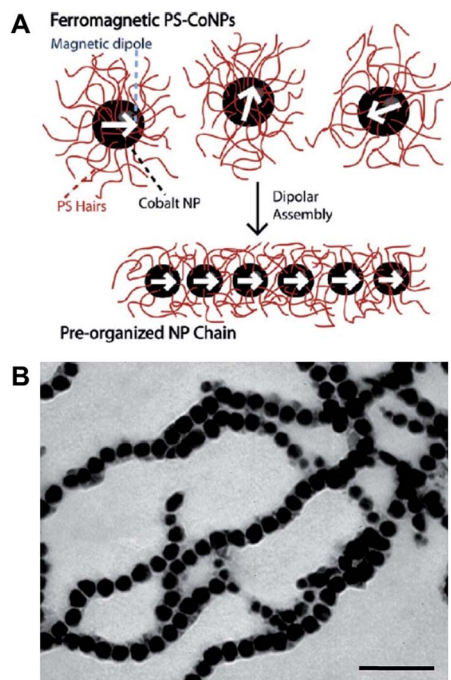 A
Ferromagnetic PS-CoNPs
Magnetic dipole
PS Hairs
Cobalt NP
Dipolar
Assembly
Pre-organized NP Chain
B